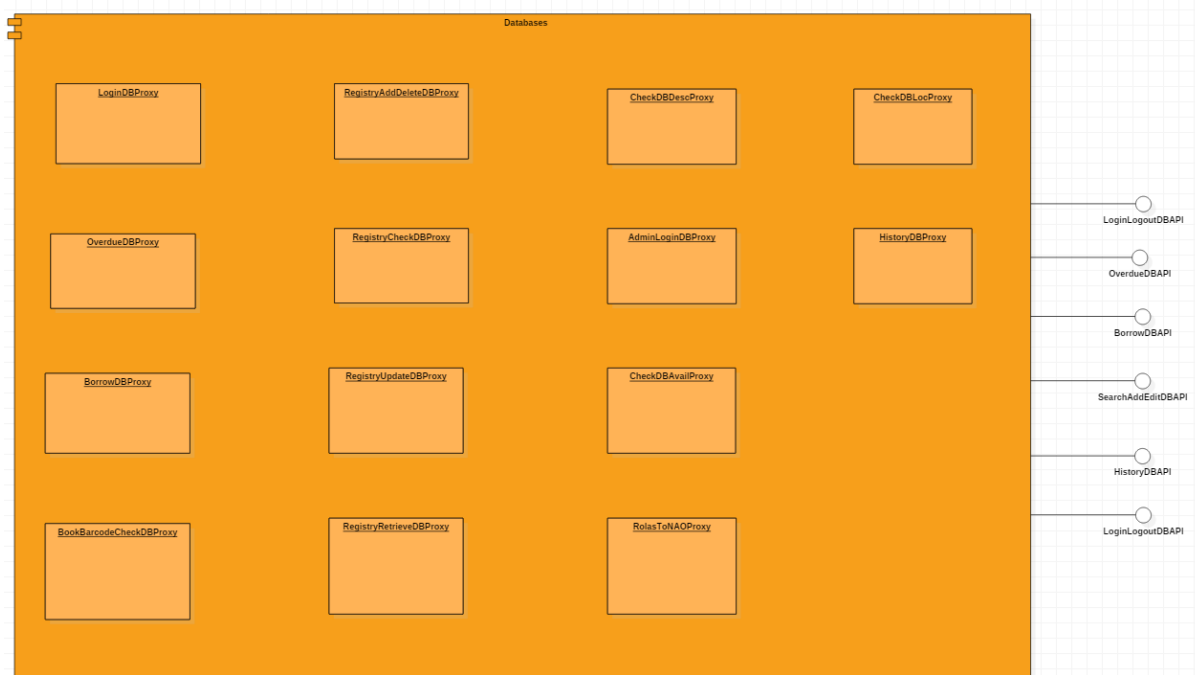 Databases
LoginDBProxy
RegistryAddDeleteDBProxy
CheckDBDescProxy
CheckDBLocProxy
LoginLogoutDBAPI
OverdueDBProxy
RegistryCheckDBProxy
AdminLoginDBProxy
HistoryDBProxy
OverdueDBAPI
BorrowDBAPI
BorrowDBProxy
RegistryUpdateDBProxy
CheckDBAvailProxy
SearchAddEditDBAPI
HistoryDBAPI
BookBarcodeCheckDBProxy
RegistryRetrieveDBProxy
RolasToNAOProxy
LoginLogoutDBAPI